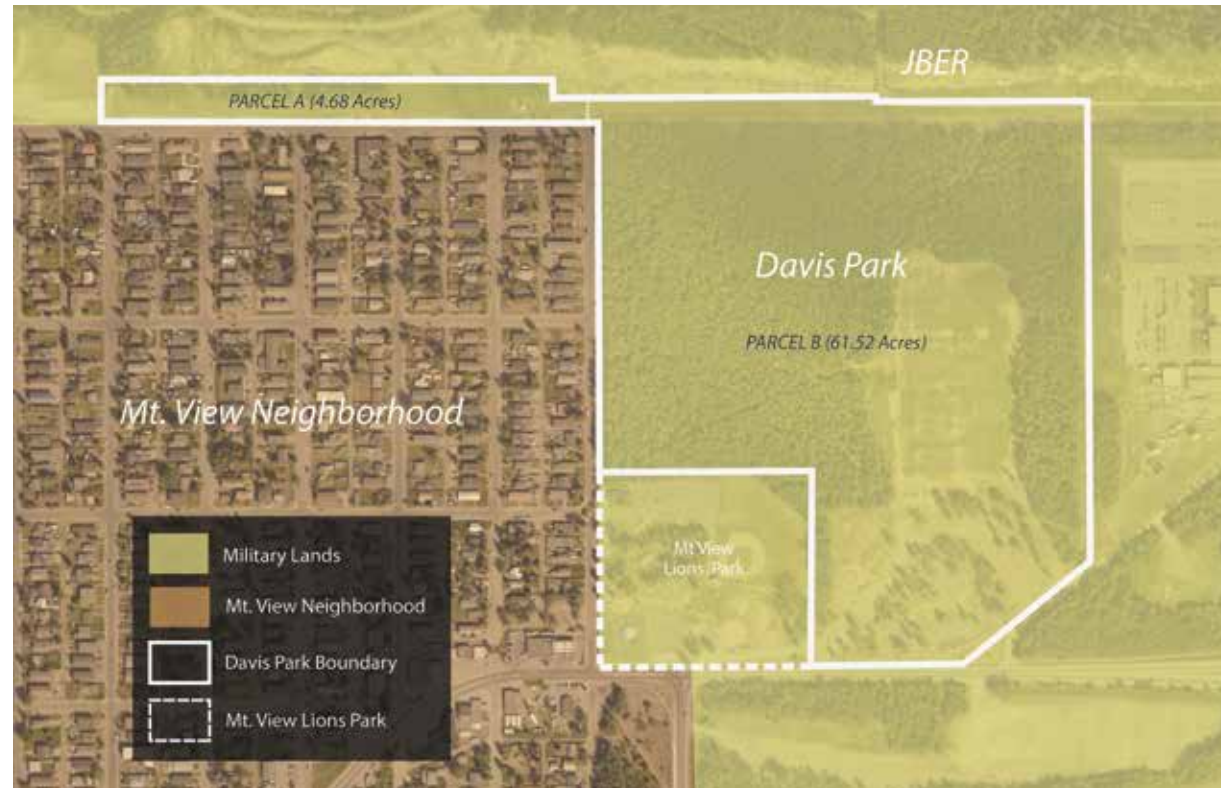 JBER
PARCEL A (4.68 Acres)
Davis Park
PARCEL B (61.52 Acres)
Mt. View Neighborhood
Mt View
Lions Park
Military Lands
Mt. View Neighborhood
Davis Park Boundary
Mt. View Lions Park